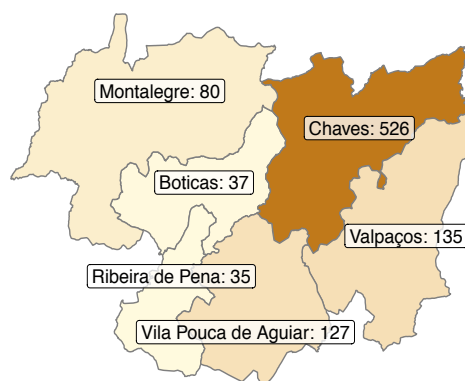 Montalegre: 80
Chaves: 526
Boticas: 37
Valpaços: 135
Ribeira de Pena: 35
Vila Pouca de Aguiar: 127